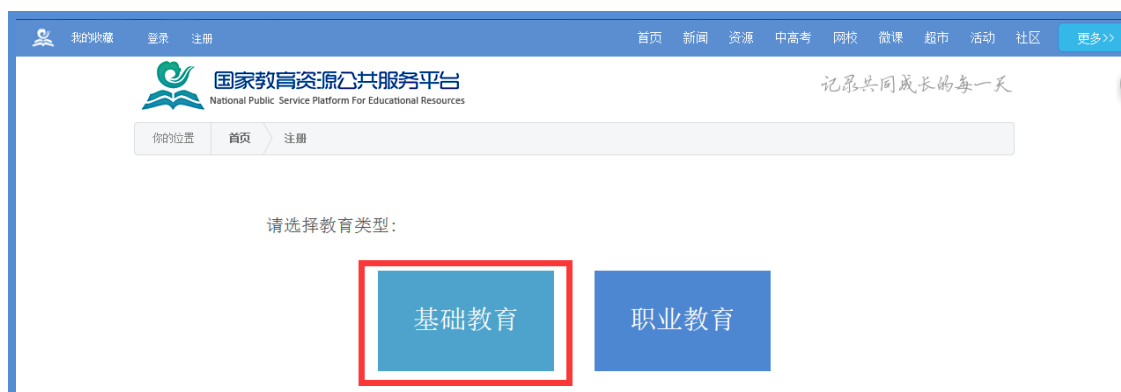 我的收藏 登录 注册 首页 新闻 资源 中高考 网校 微课 超市 活动 社区 更多>>
国家教育资源公共服务平台
National Public Service Platform For Educational Resources
记录共同成长的每一天
你的位置 首页 注册
请选择教育类型:
基础教育 职业教育